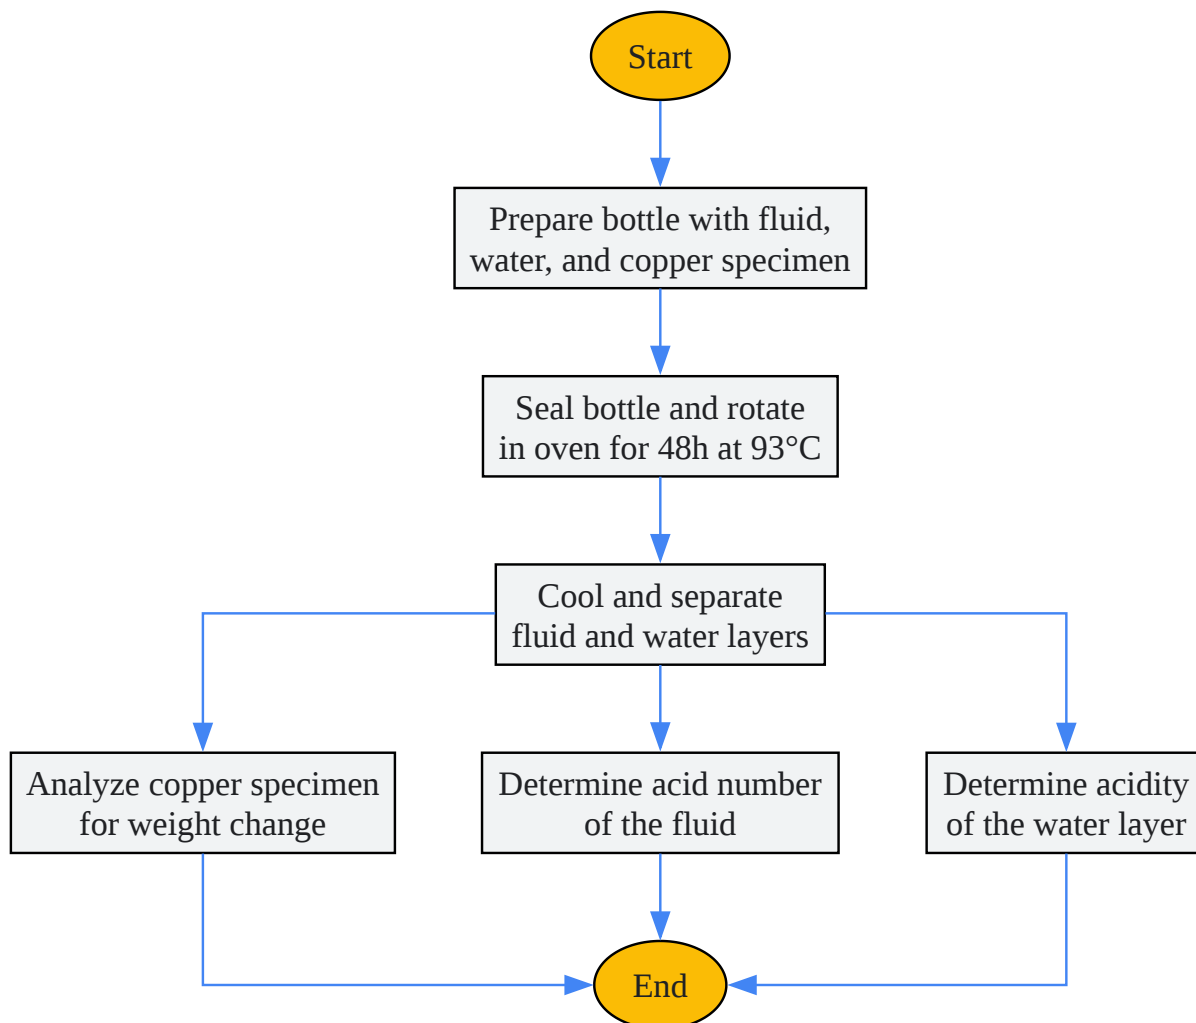 Start
Prepare bottle with fluid,
water, and copper specimen
Seal bottle and rotate
in oven for 48h at 93°C
Cool and separate
fluid and water layers
Analyze copper specimen
for weight change
Determine acid number
of the fluid
Determine acidity
of the water layer
End